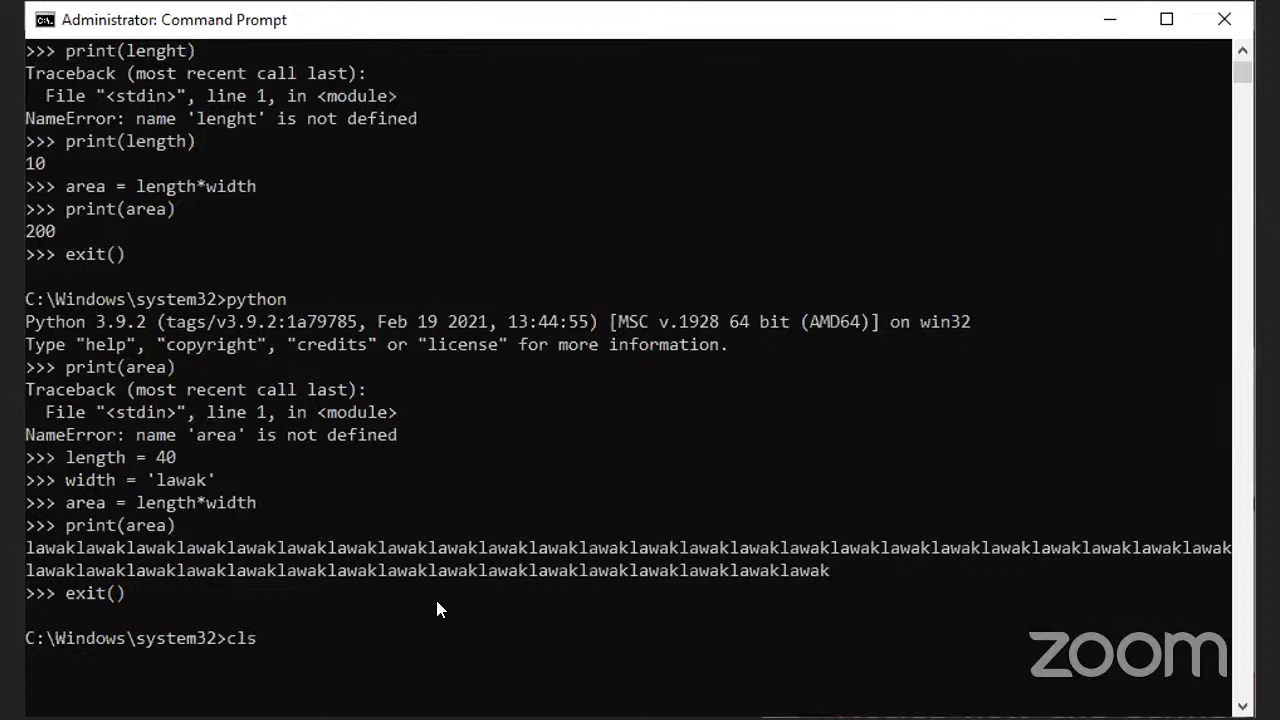 Administrator: Command Prompt
>>> print(lenght)
Traceback (most recent call last):
  File "<stdin>", line 1, in <module>
NameError: name 'lenght' is not defined
>>> print(length)
10
>>> area = length*width
>>> print(area)
200
>>> exit()
C:\Windows\system32>python
Python 3.9.2 (tags/v3.9.2:1a79785, Feb 19 2021, 13:44:55) [MSC v.1928 64 bit (AMD64)] on win32
Type "help", "copyright", "credits" or "license" for more information.
>>> print(area)
Traceback (most recent call last):
  File "<stdin>", line 1, in <module>
NameError: name 'area' is not defined
>>> length = 40
>>> width = 'lawak'
>>> area = length*width
>>> print(area)
lawaklawaklawaklawaklawaklawaklawaklawaklawaklawaklawaklawaklawaklawaklawaklawaklawaklawaklawaklawaklawaklawaklawaklawak
lawaklawaklawaklawaklawaklawaklawaklawaklawaklawaklawaklawaklawaklawaklawaklawak
>>> exit()
C:\Windows\system32>cls
zoom